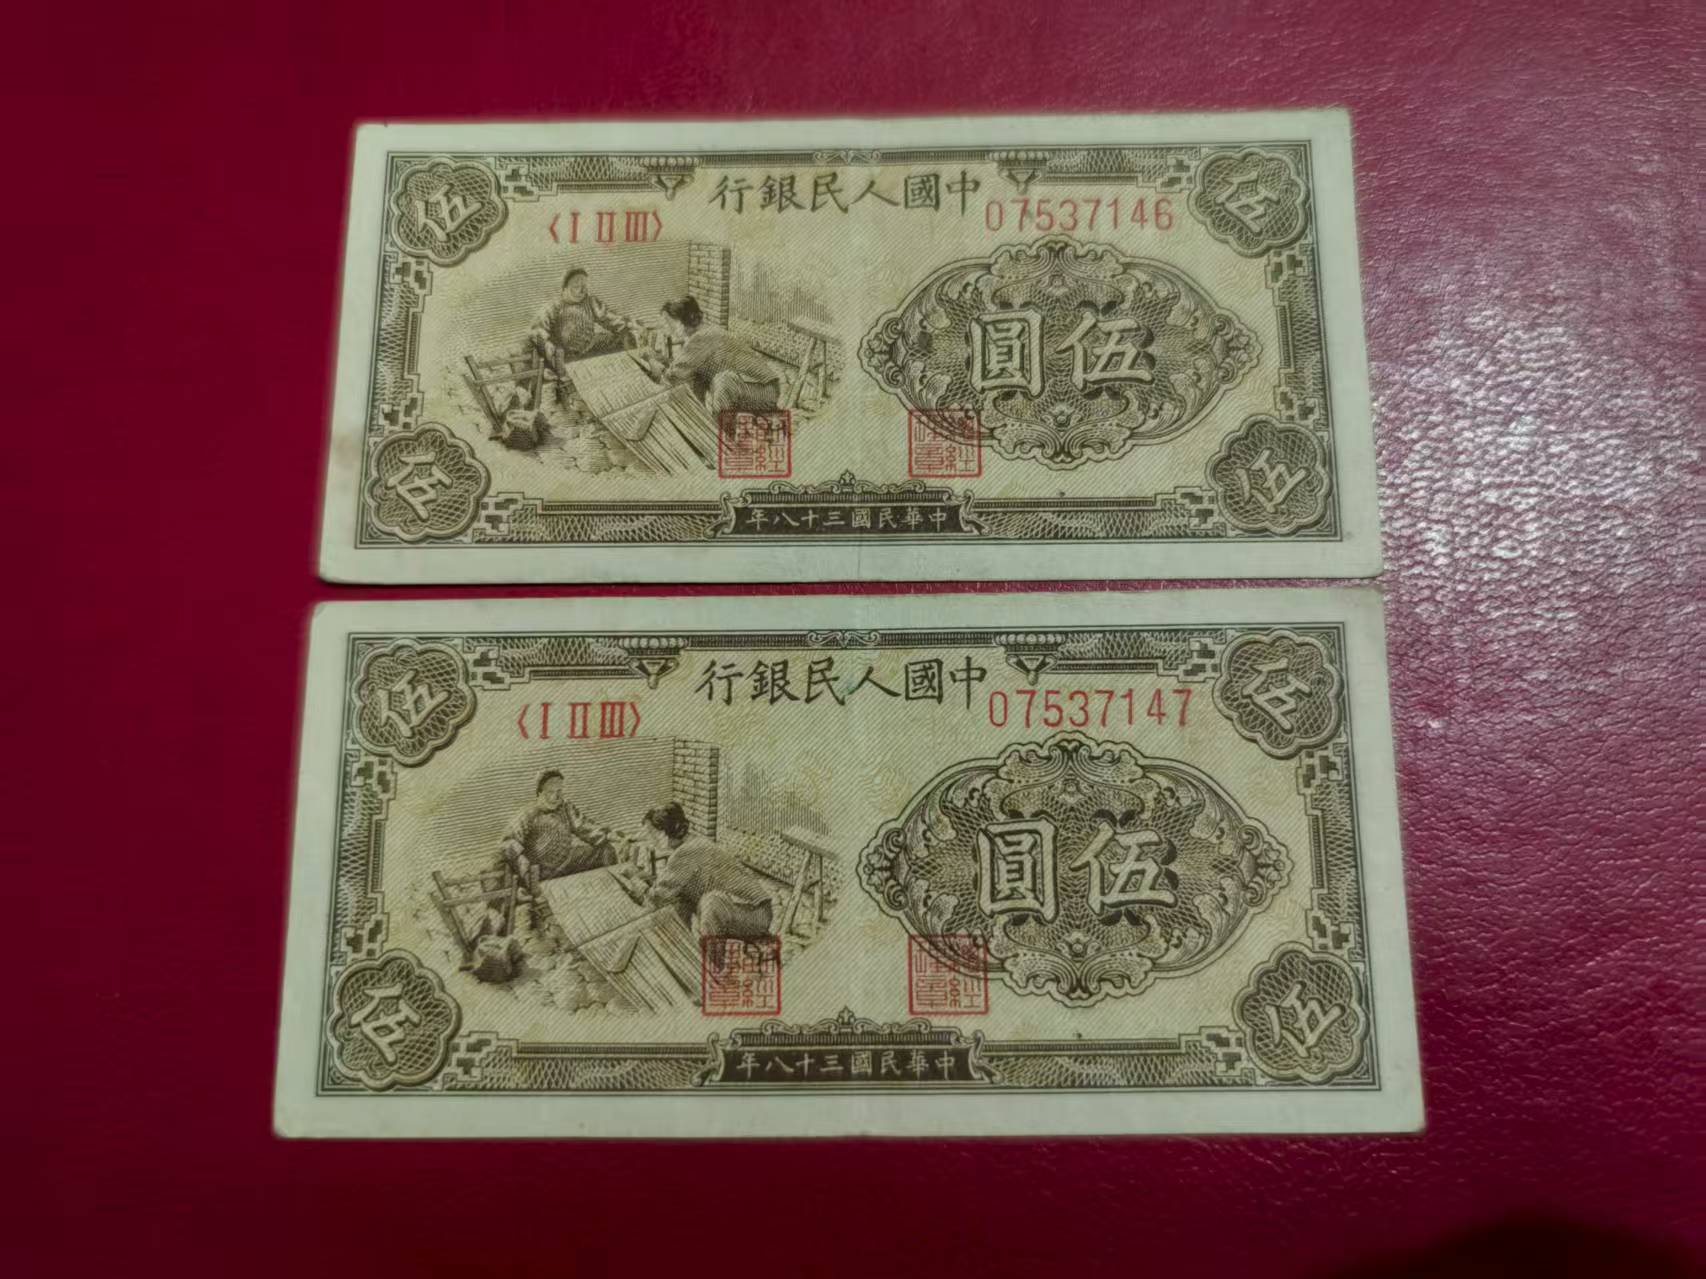 伍
中國人民銀行
伍
〈I II III〉
07537146
伍圓
伍
伍
中華民國三十八年
伍
中國人民銀行
伍
〈I II III〉
07537147
伍圓
伍
伍
中華民國三十八年